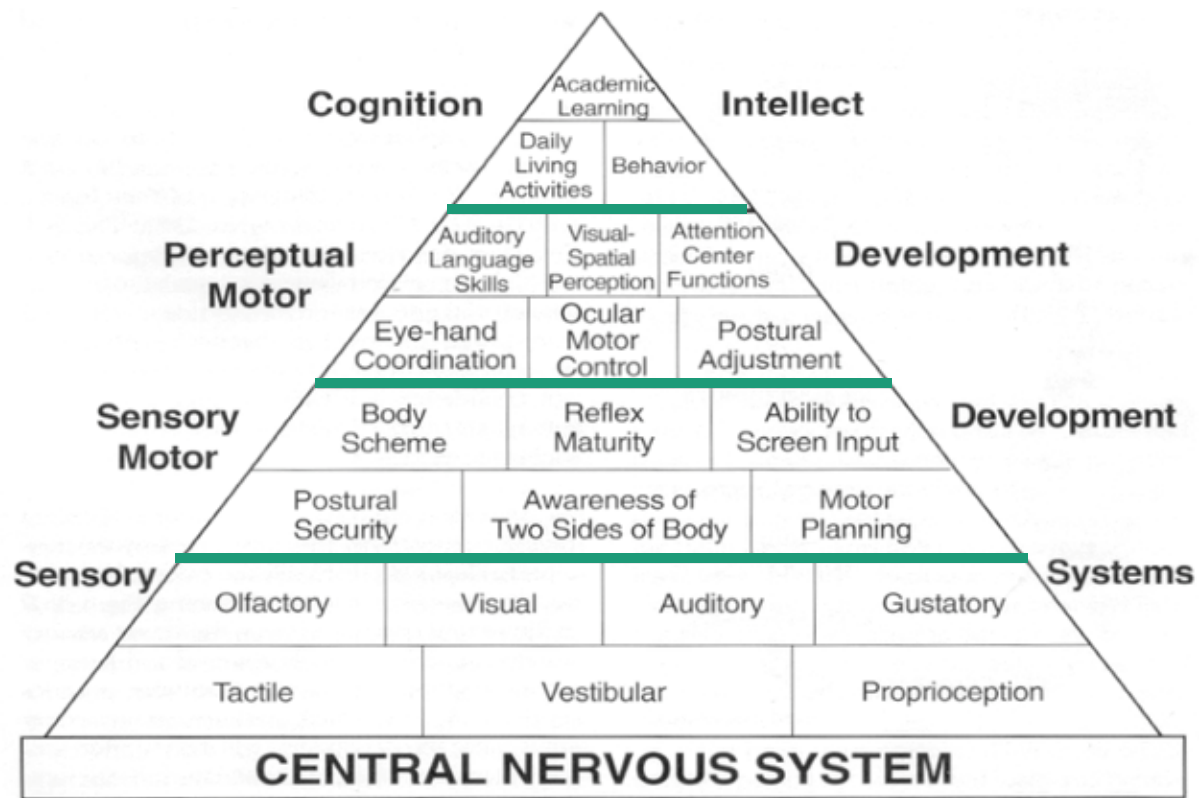 Academic
Learning
Cognition
Intellect
Daily
Living
Activities
Behavior
Perceptual
Motor
Auditory
Language
Skills
Visual-
Spatial
Perception
Attention
Center
Functions
Development
Eye-hand
Coordination
Ocular
Motor
Control
Postural
Adjustment
Sensory
Motor
Body
Scheme
Reflex
Maturity
Ability to
Screen Input
Development
Postural
Security
Awareness of
Two Sides of Body
Motor
Planning
Sensory
Systems
Olfactory
Visual
Auditory
Gustatory
Tactile
Vestibular
Proprioception
CENTRAL NERVOUS SYSTEM